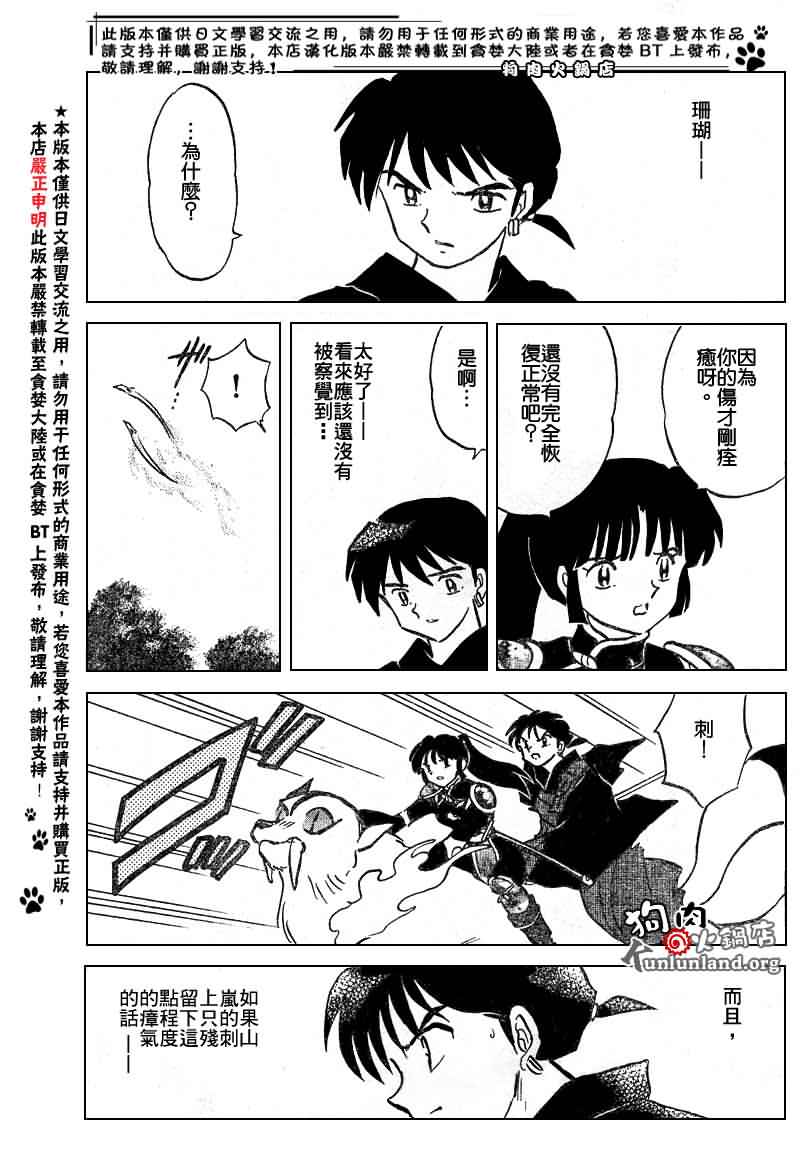 此版本僅供日文學習交流之用，請勿用于任何形式的商業用途，若您喜愛本作品
請支持并購買正版，本店漢化版本嚴禁轉載到貪婪大陸或者在貪婪 BT 上發布，
敬請理解，謝謝支持！
狗肉火鍋店
★本版本僅供日文學習交流之用，請勿用于任何形式的商業用途，若您喜愛本作品請支持并購買正版，
本店嚴正申明此版本嚴禁轉載至貪婪大陸或在貪婪 BT 上發布，敬請理解，謝謝支持！
珊瑚——
…為什麼?
因為
你的傷才剛痊
癒呀。
還沒有完全恢
復正常吧?
是啊…
太好了——
看來應該還沒有
被察覺到…
！
刺！
狗肉火鍋店
Kunlunland.org
而且，
如果山
嵐的刺
上只殘
留下這
點程度
的瘴氣
的話——